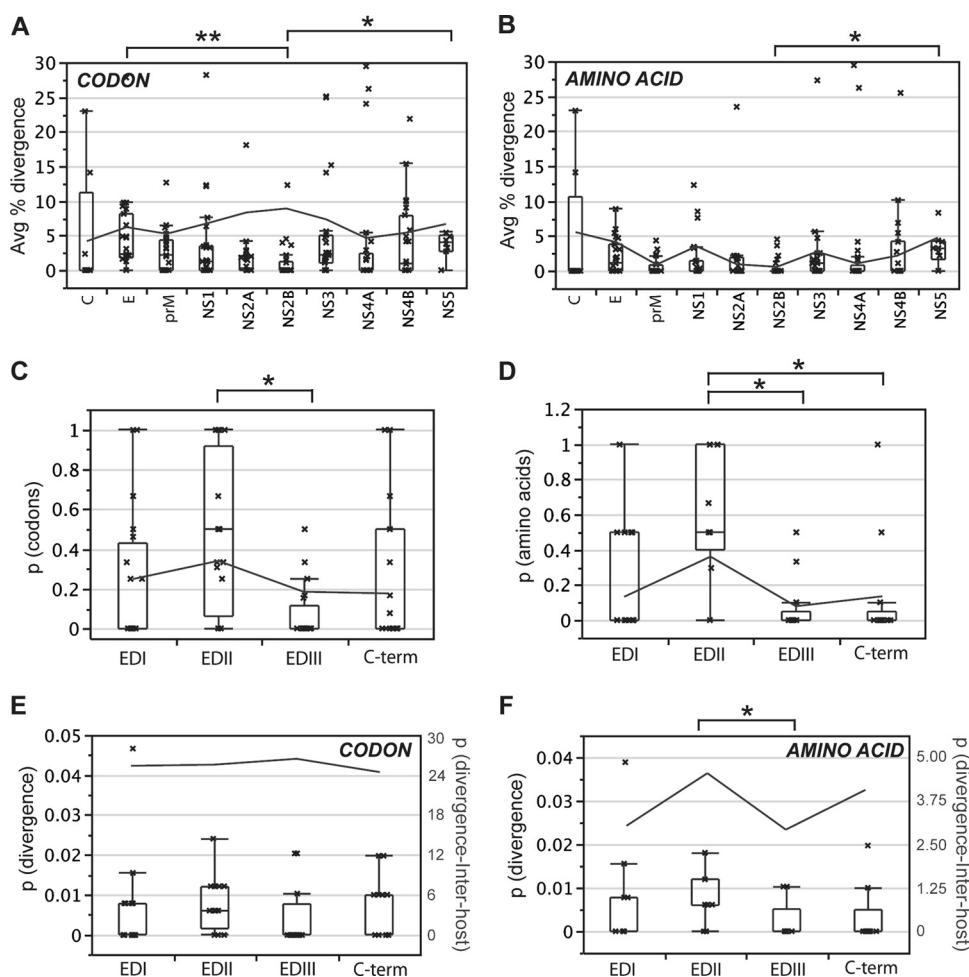 A
**
*
CODON
Avg % divergence
30
25
20
15
10
5
0
C
E
prM
NS1
NS2A
NS2B
NS3
NS4A
NS4B
NS5
B
*
AMINO ACID
Avg % divergence
30
25
20
15
10
5
0
C
E
prM
NS1
NS2A
NS2B
NS3
NS4A
NS4B
NS5
C
*
p (codons)
1
0.8
0.6
0.4
0.2
0
EDI
EDII
EDIII
C-term
D
*
*
p (amino acids)
1.2
1
0.8
0.6
0.4
0.2
0
EDI
EDII
EDIII
C-term
E
CODON
p (divergence)
0.05
0.04
0.03
0.02
0.01
0
30
24
18
12
6
0
p (divergence-Inter-host)
EDI
EDII
EDIII
C-term
F
*
AMINO ACID
p (divergence)
0.04
0.03
0.02
0.01
0
5.00
3.75
2.50
1.25
0
p (divergence-Inter-host)
EDI
EDII
EDIII
C-term